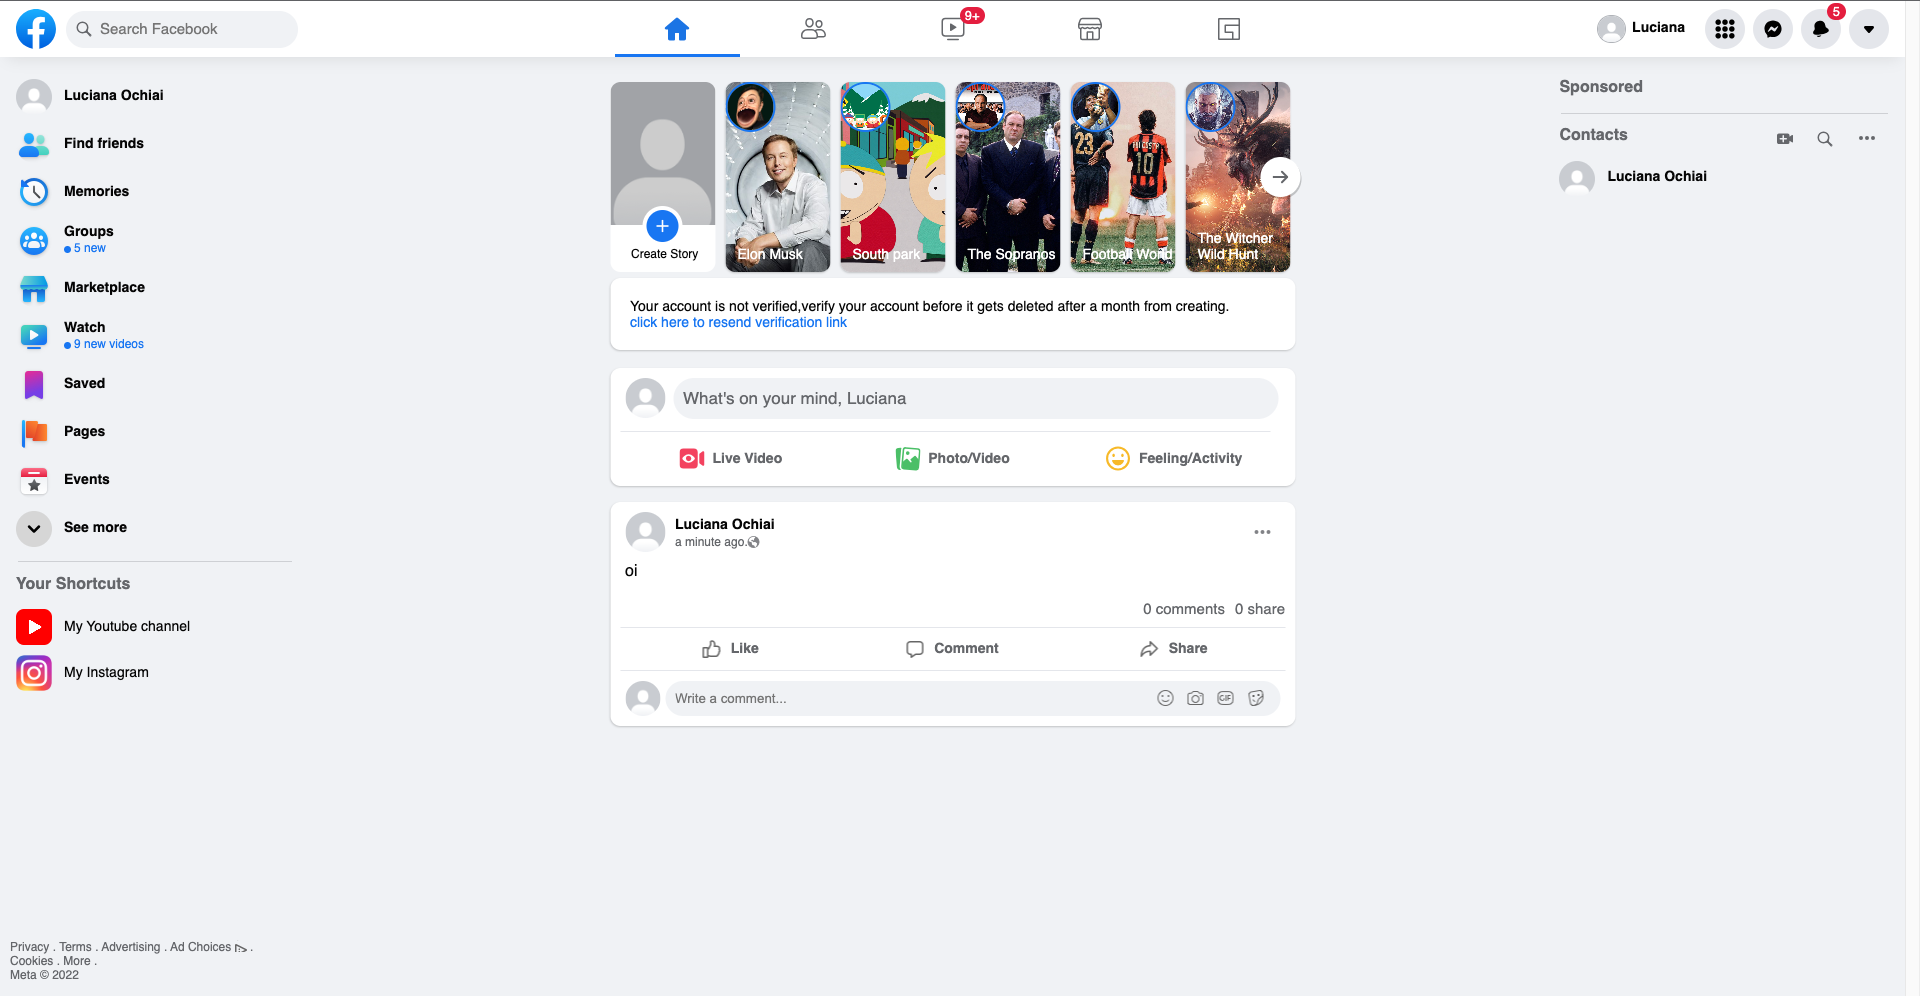 Search Facebook
9+
Luciana
5
Luciana Ochiai
Find friends
Memories
Groups
5 new
Marketplace
Watch
9 new videos
Saved
Pages
Events
See more
Your Shortcuts
My Youtube channel
My Instagram
Privacy . Terms . Advertising . Ad Choices .
Cookies . More .
Meta © 2022
Create Story
Elon Musk
South park
The Sopranos
23
10
Football World
The Witcher
Wild Hunt
Your account is not verified,verify your account before it gets deleted after a month from creating.
click here to resend verification link
What's on your mind, Luciana
Live Video
Photo/Video
Feeling/Activity
Luciana Ochiai
a minute ago.
oi
0 comments 0 share
Like
Comment
Share
Write a comment...
GIF
Sponsored
Contacts
Luciana Ochiai